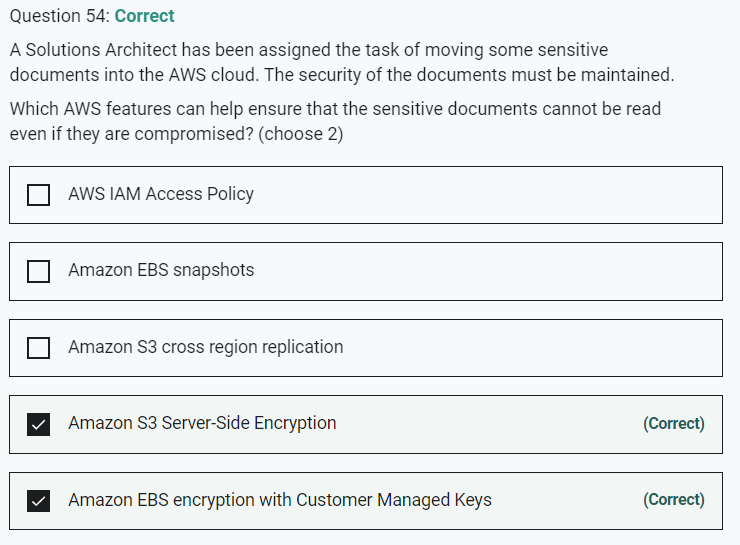 Question 54: Correct
A Solutions Architect has been assigned the task of moving some sensitive
documents into the AWS cloud. The security of the documents must be maintained.
Which AWS features can help ensure that the sensitive documents cannot be read
even if they are compromised? (choose 2)
AWS IAM Access Policy
Amazon EBS snapshots
Amazon S3 cross region replication
Amazon S3 Server-Side Encryption (Correct)
Amazon EBS encryption with Customer Managed Keys (Correct)